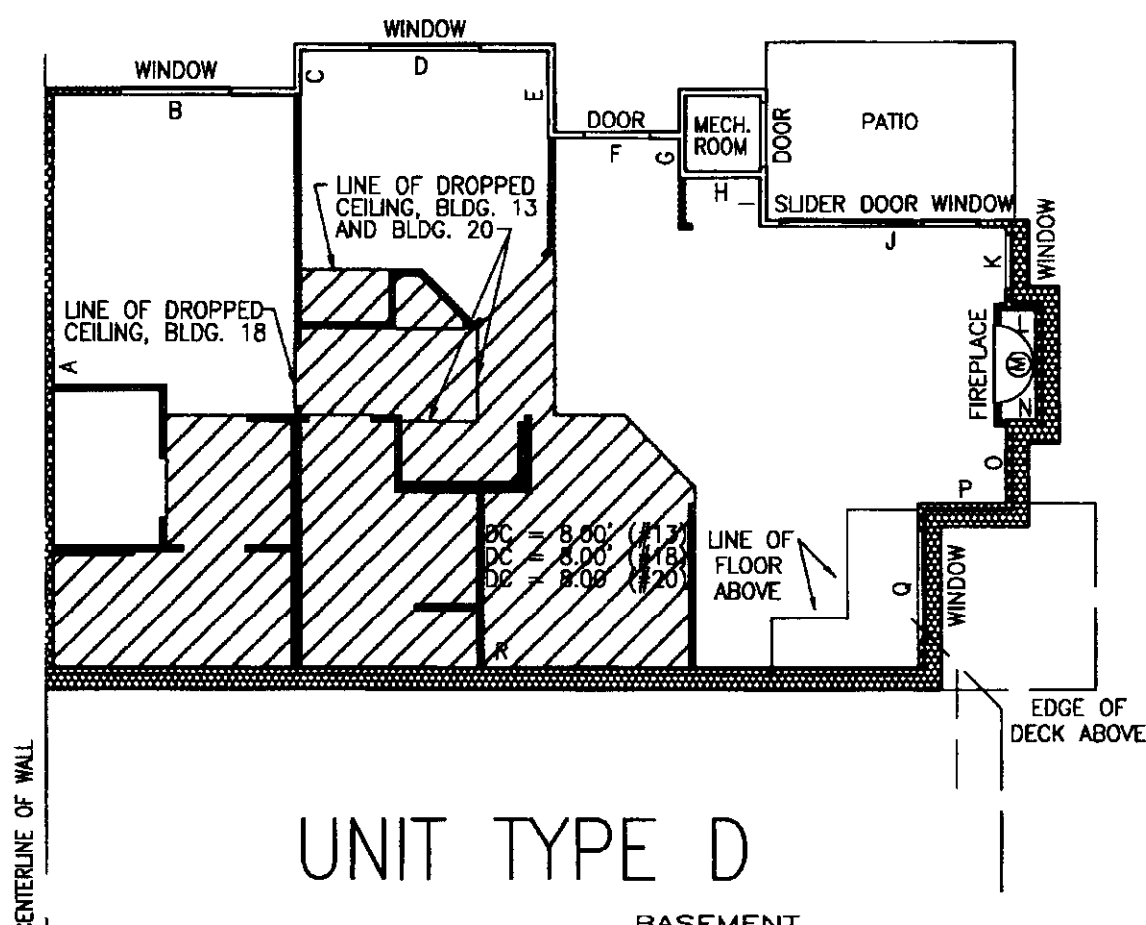 WINDOW
WINDOW
C
D
B
E
DOOR
F
G
MECH.
ROOM
DOOR
PATIO
H
I
SLIDER DOOR WINDOW
J
K
WINDOW
LINE OF DROPPED
CEILING, BLDG. 13
AND BLDG. 20
LINE OF DROPPED
CEILING, BLDG. 18
A
FIREPLACE
L
M
N
O
P
DC = 8.00' (#13)
DC = 8.00' (#18)
DC = 8.00 (#20)
LINE OF
FLOOR
ABOVE
Q
WINDOW
R
EDGE OF
DECK ABOVE
CENTERLINE OF WALL
UNIT TYPE D
BASEMENT